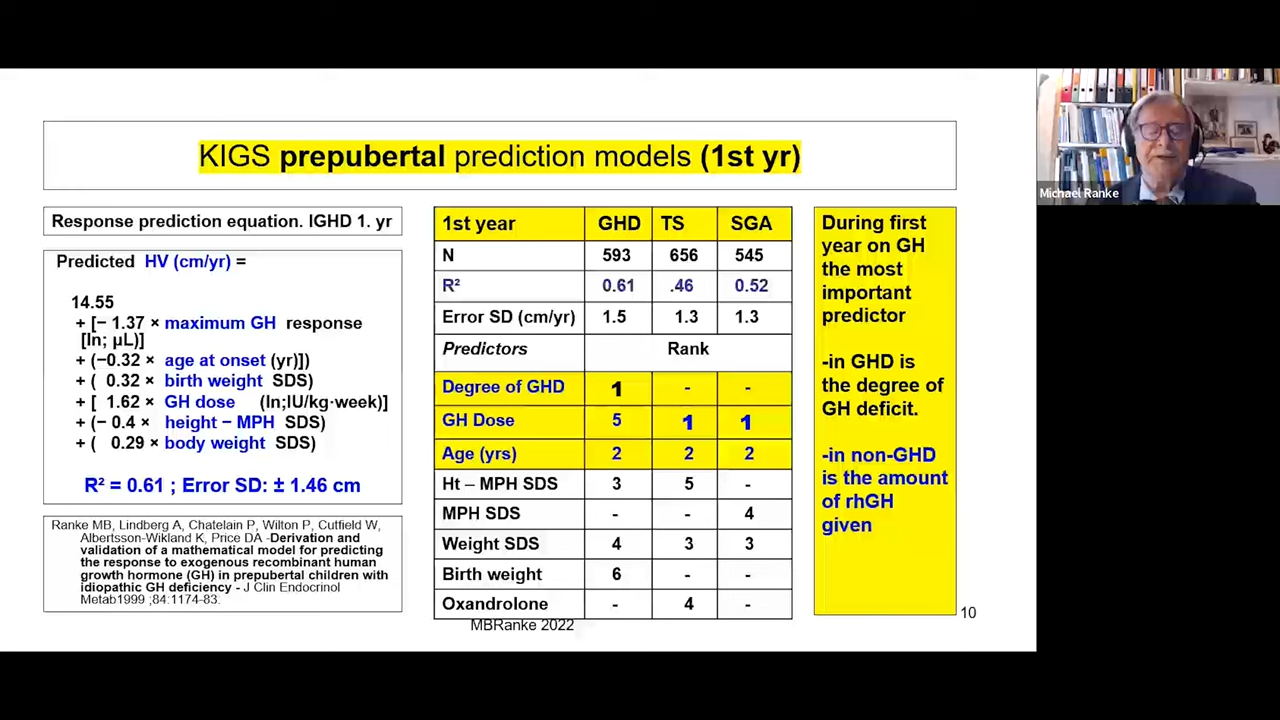 KIGS prepubertal prediction models (1st yr)
Response prediction equation. IGHD 1. yr
Predicted HV (cm/yr) =
14.55
+ [− 1.37 × maximum GH response
[ln; µL)]
+ (−0.32 × age at onset (yr)])
+ ( 0.32 × birth weight SDS)
+ [ 1.62 × GH dose (ln;IU/kg·week)]
+ (− 0.4 × height − MPH SDS)
+ ( 0.29 × body weight SDS)
R² = 0.61 ; Error SD: ± 1.46 cm
Ranke MB, Lindberg A, Chatelain P, Wilton P, Cutfield W,
Albertsson-Wikland K, Price DA -Derivation and
validation of a mathematical model for predicting
the response to exogenous recombinant human
growth hormone (GH) in prepubertal children with
idiopathic GH deficiency - J Clin Endocrinol
Metab1999 ;84:1174-83.
1st year GHD TS SGA
N 593 656 545
R² 0.61 .46 0.52
Error SD (cm/yr) 1.5 1.3 1.3
Predictors Rank
Degree of GHD 1 - -
GH Dose 5 1 1
Age (yrs) 2 2 2
Ht – MPH SDS 3 5 -
MPH SDS - - 4
Weight SDS 4 3 3
Birth weight 6 - -
Oxandrolone - 4 -
MBRanke 2022
During first
year on GH
the most
important
predictor
-in GHD is
the degree of
GH deficit.
-in non-GHD
is the amount
of rhGH
given
10
Michael Ranke